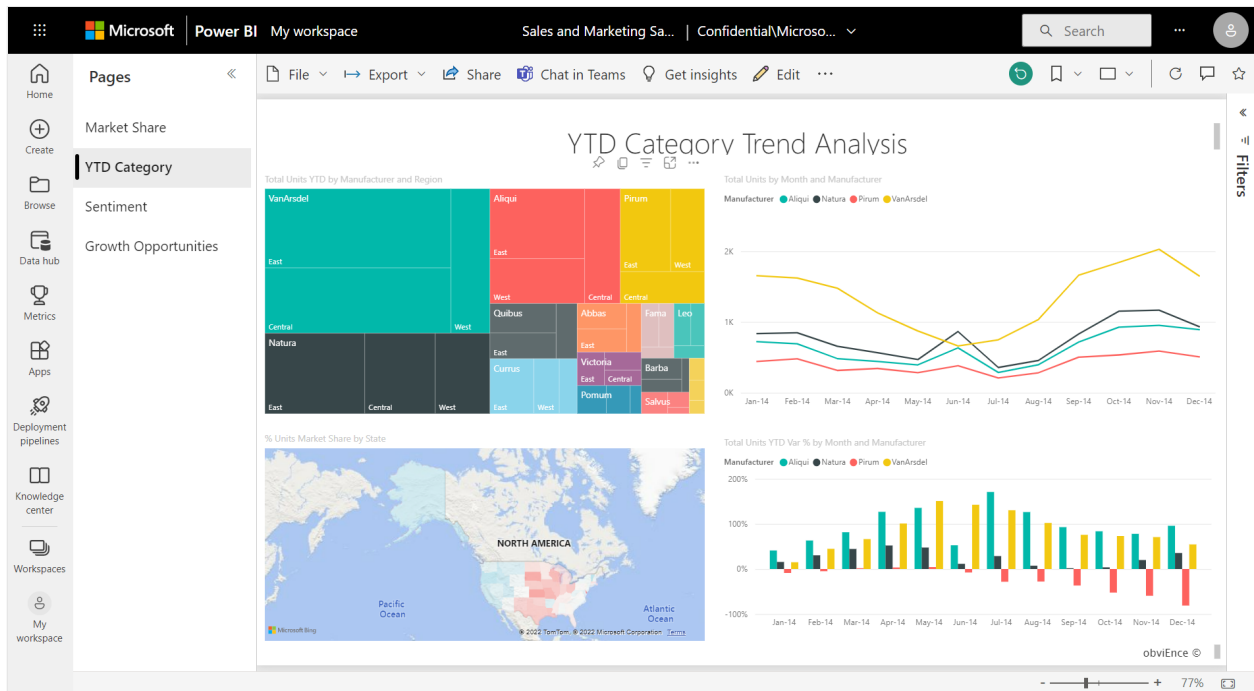 Microsoft Power BI My workspace Sales and Marketing Sa... | Confidential\Microso... Search
Home
Create
Browse
Data hub
Metrics
Apps
Deployment
pipelines
Knowledge
center
Workspaces
My
workspace
Pages
Market Share
YTD Category
Sentiment
Growth Opportunities
File Export Share Chat in Teams Get insights Edit
Filters
YTD Category Trend Analysis
Total Units YTD by Manufacturer and Region
VanArsdel
East
Central
West
Natura
East Central West
Aliqui
East
West Central
Pirum
East West
Central
Quibus
East
Currus
East West
Abbas
East
Victoria
East Central
Pomum
Fama
Leo
Barba
Salvus
Total Units by Month and Manufacturer
Manufacturer Aliqui Natura Pirum VanArsdel
2K
1K
0K
Jan-14 Feb-14 Mar-14 Apr-14 May-14 Jun-14 Jul-14 Aug-14 Sep-14 Oct-14 Nov-14 Dec-14
% Units Market Share by State
NORTH AMERICA
Pacific
Ocean
Atlantic
Ocean
Microsoft Bing
© 2022 TomTom, © 2022 Microsoft Corporation Terms
Total Units YTD Var % by Month and Manufacturer
Manufacturer Aliqui Natura Pirum VanArsdel
200%
100%
0%
-100%
Jan-14 Feb-14 Mar-14 Apr-14 May-14 Jun-14 Jul-14 Aug-14 Sep-14 Oct-14 Nov-14 Dec-14
obviEnce ©
- + 77%